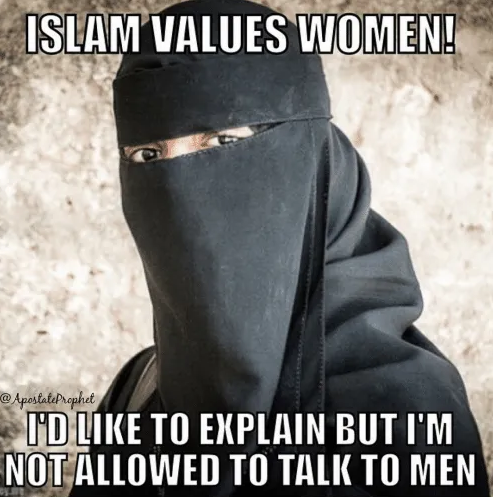 ISLAM VALUES WOMEN!
@ApostateProphet
I'D LIKE TO EXPLAIN BUT I'M
NOT ALLOWED TO TALK TO MEN